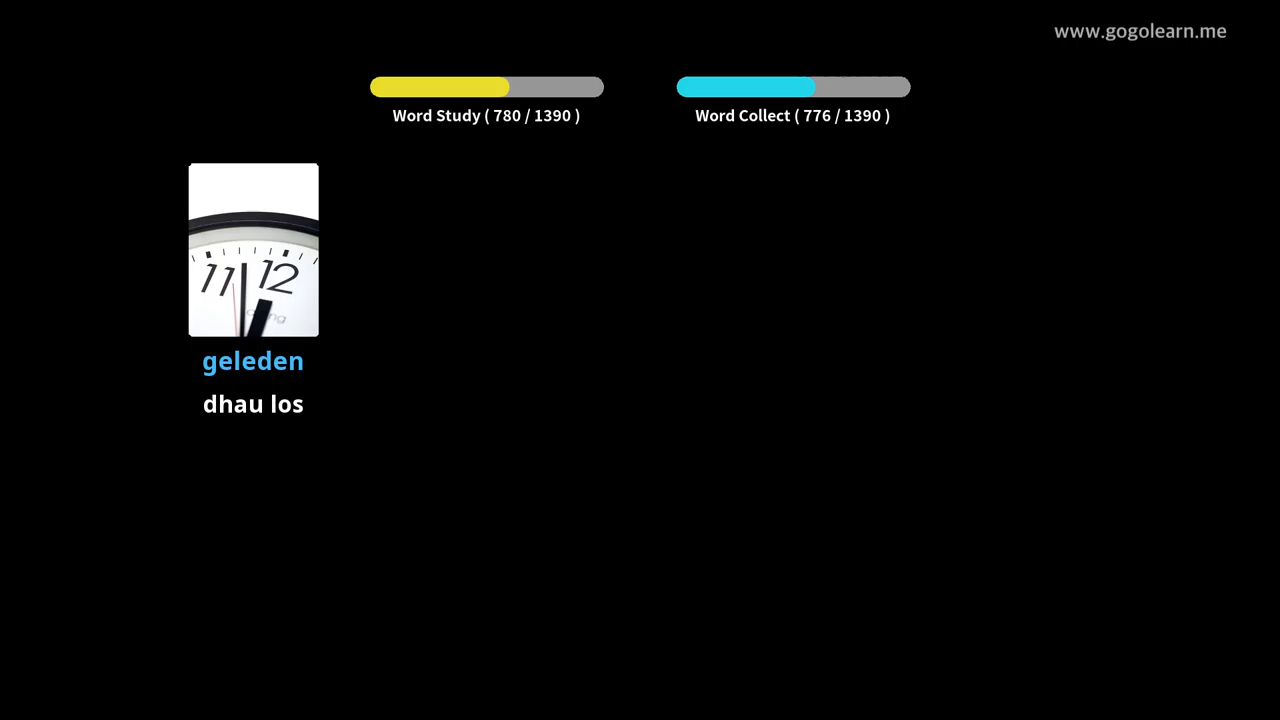 www.gogolearn.me
Word Study ( 780 / 1390 )
Word Collect ( 776 / 1390 )
11 12
geleden
dhau los